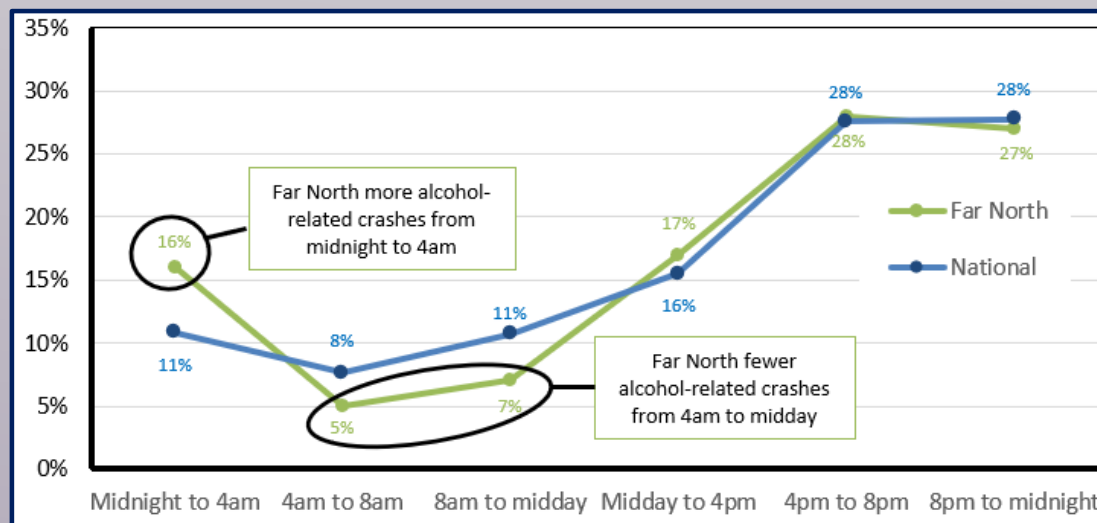 35%
30%
25%
20%
15%
10%
5%
0%
28%
28%
28%
27%
Far North more alcohol-
related crashes from
midnight to 4am
16%
17%
Far North
National
11%
8%
11%
16%
5%
7%
Far North fewer
alcohol-related crashes
from 4am to midday
Midnight to 4am
4am to 8am
8am to midday
Midday to 4pm
4pm to 8pm
8pm to midnight